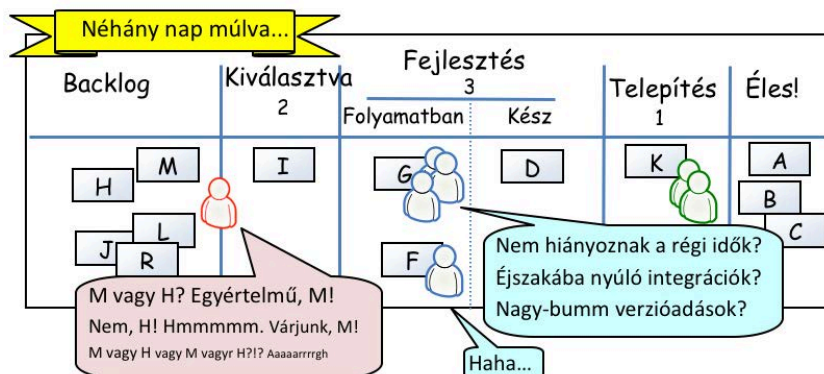 Néhány nap múlva...
Backlog
Kiválasztva
2
Fejlesztés
3
Folyamatban
Kész
Telepítés
1
Éles!
H
M
J
L
R
I
G
F
D
K
A
B
C
M vagy H? Egyértelmű, M!
Nem, H! Hmmmmm. Várjunk, M!
M vagy H vagy M vagyr H?!? Aaaaarrrrgh
Nem hiányoznak a régi idők?
Éjszakába nyúló integrációk?
Nagy-bumm verzióadások?
Haha...